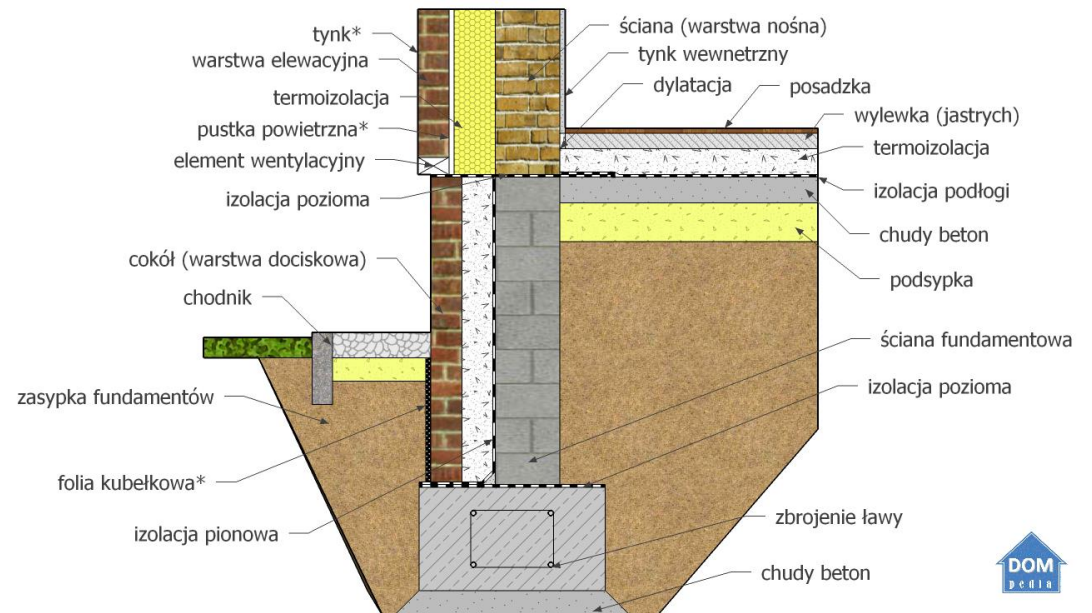 tynk*
warstwa elewacyjna
termoizolacja
pustka powietrzna*
element wentylacyjny
izolacja pozioma
cokół (warstwa dociskowa)
chodnik
zasypka fundamentów
folia kubełkowa*
izolacja pionowa
ściana (warstwa nośna)
tynk wewnetrzny
dylatacja
posadzka
wylewka (jastrych)
termoizolacja
izolacja podłogi
chudy beton
podsypka
ściana fundamentowa
izolacja pozioma
zbrojenie ławy
chudy beton
DOM
pedia